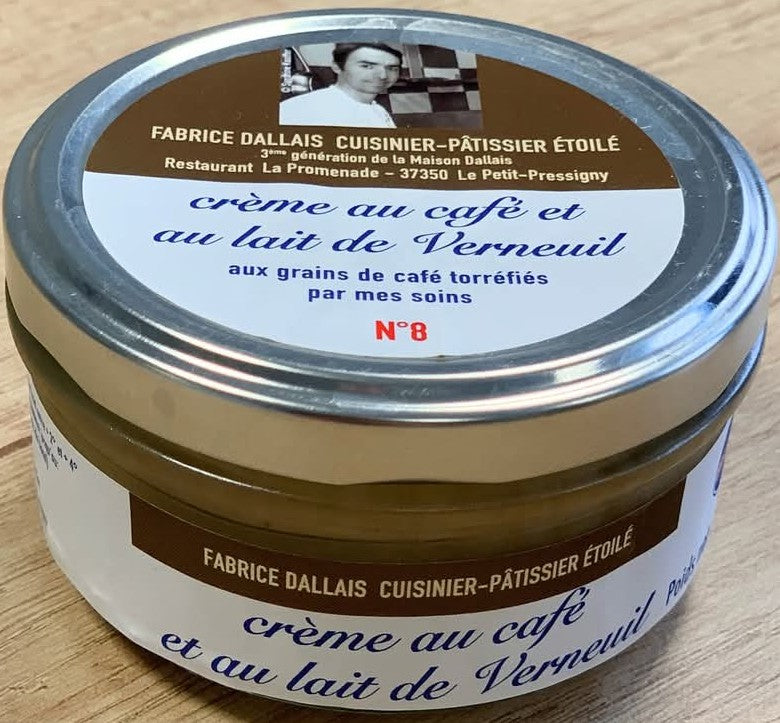 FABRICE DALLAIS CUISINIER-PÂTISSIER ÉTOILÉ
3ème génération de la Maison Dallais
Restaurant La Promenade - 37350 Le Petit-Pressigny
crème au café et
au lait de Verneuil
aux grains de café torréfiés
par mes soins
N°8
FABRICE DALLAIS CUISINIER-PÂTISSIER ÉTOILÉ
crème au café
et au lait de Verneuil